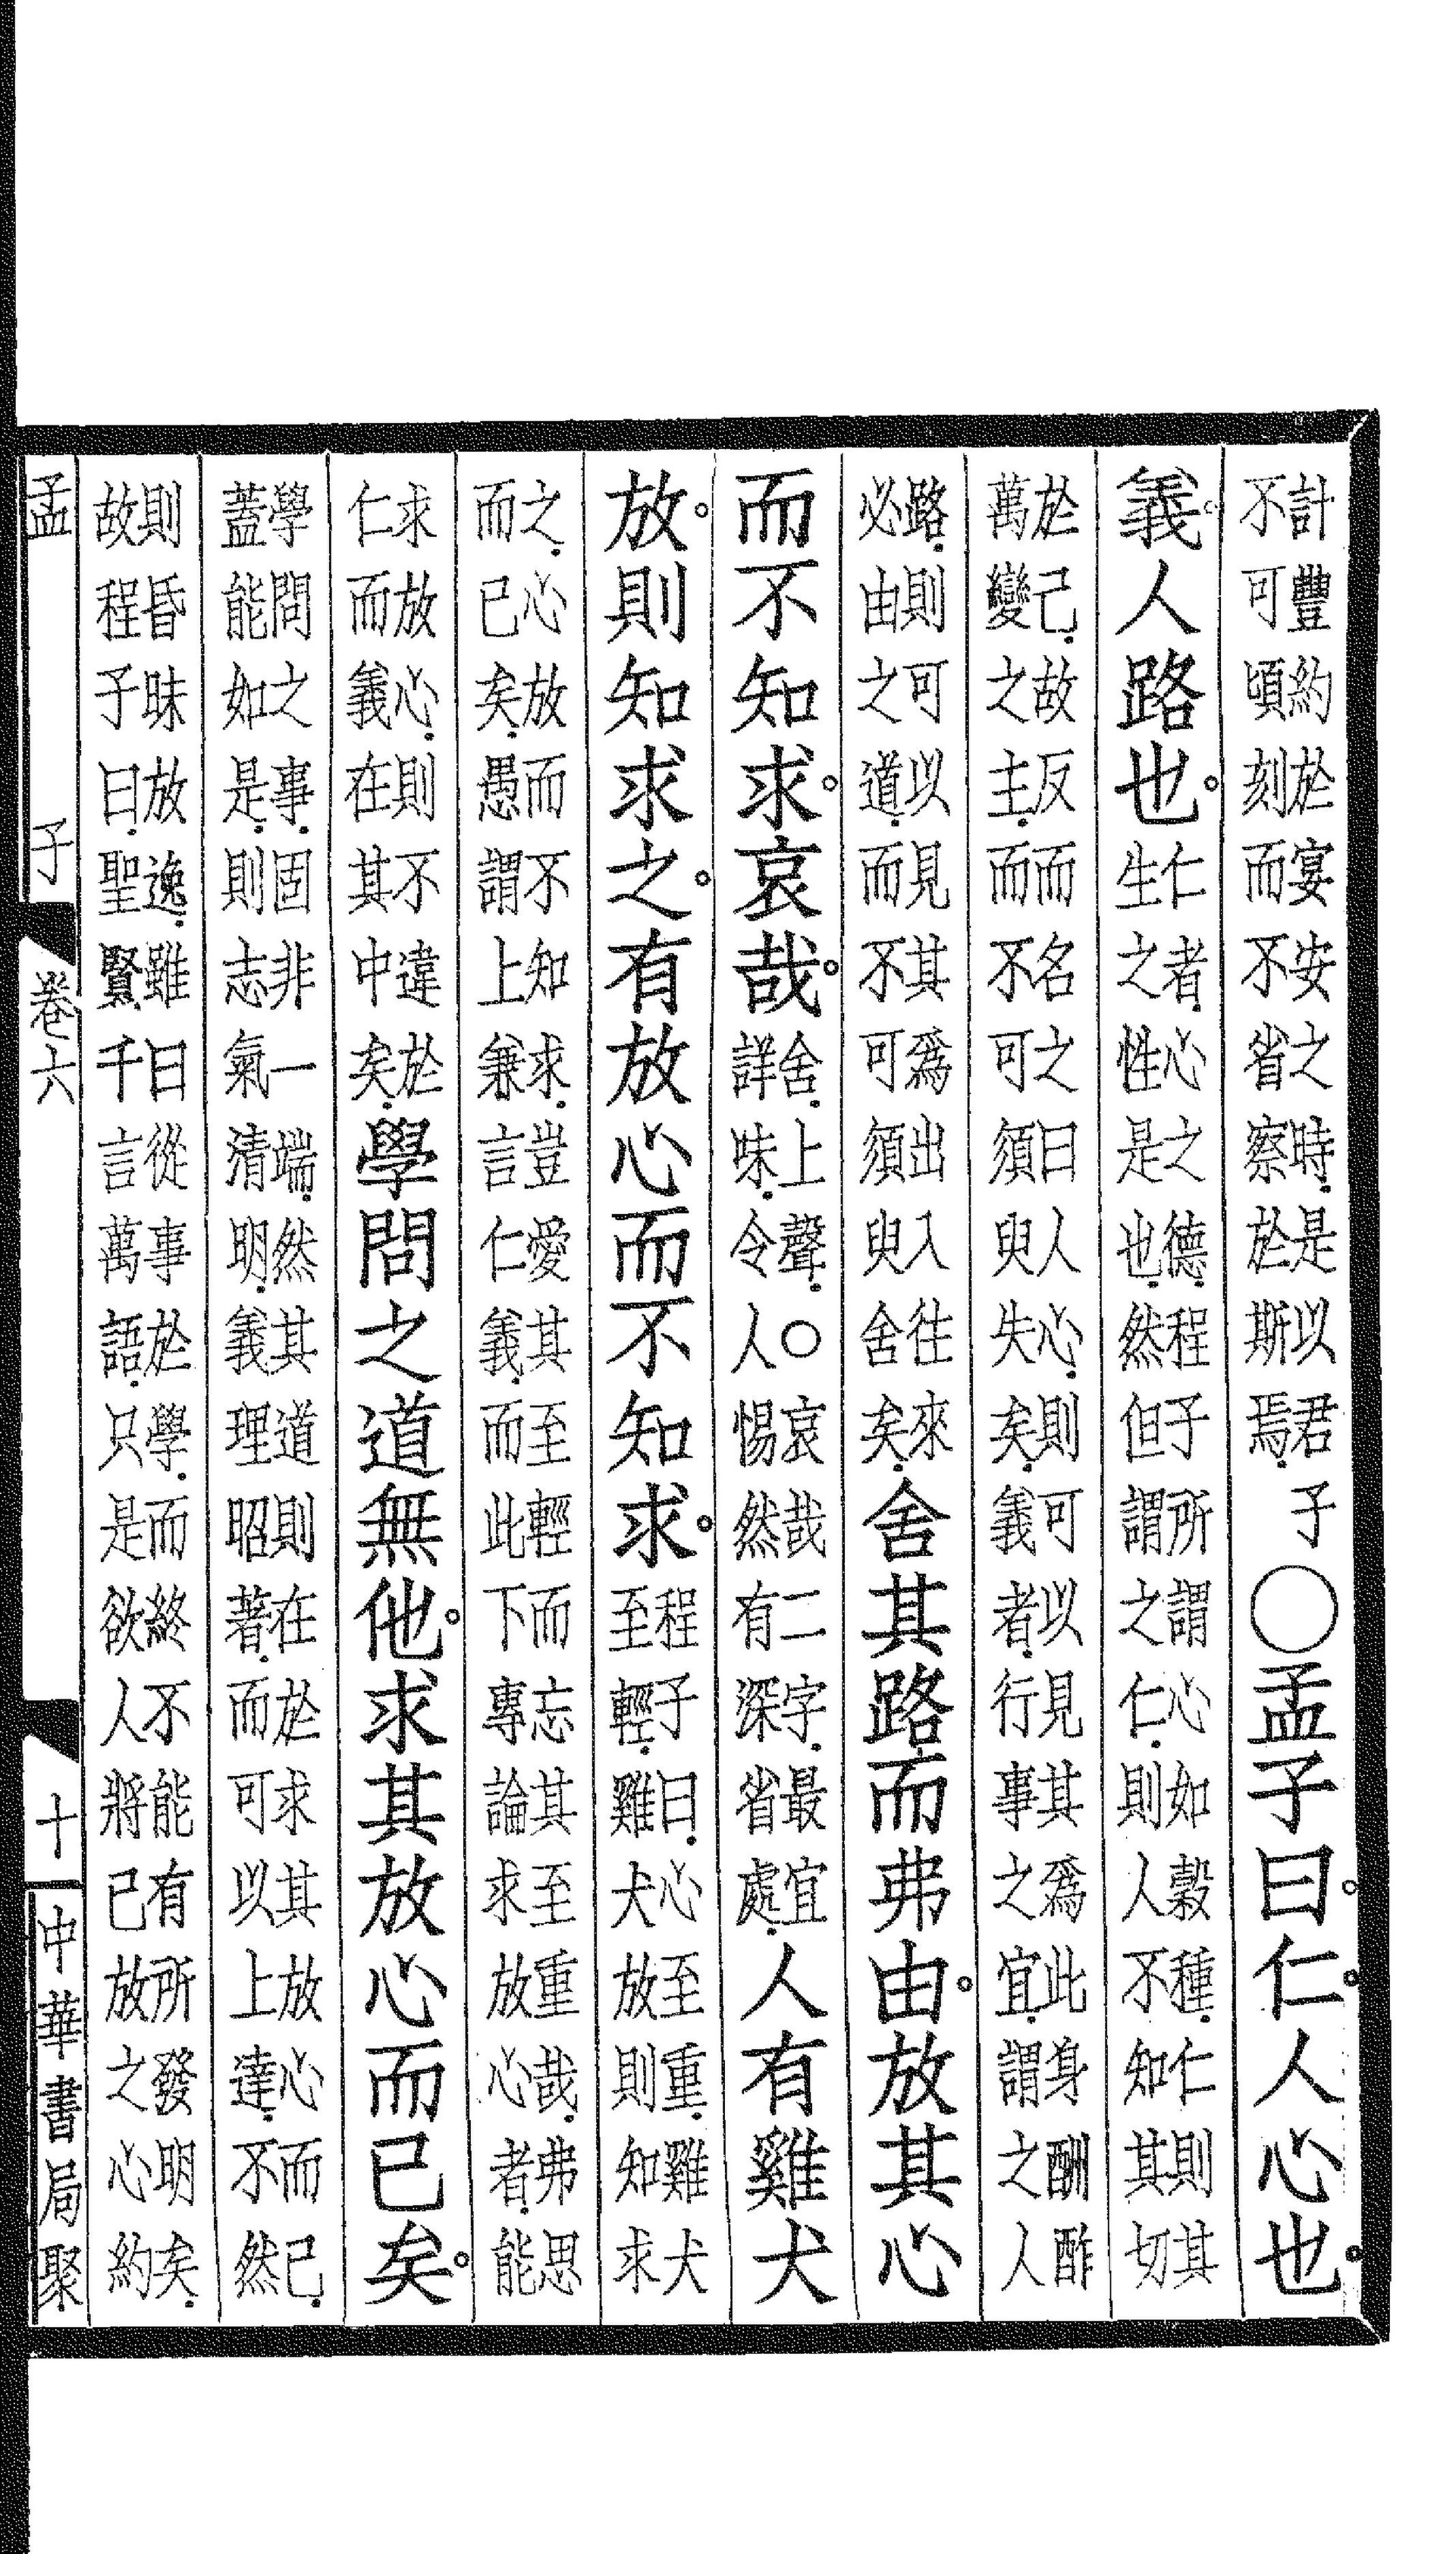 計豐約於宴安之時是以君子
不可頃刻而不省察於斯焉〇孟子曰仁人心也
義人路也仁者心之德程子所謂心如穀種仁則其
生之性是也然但謂之仁則人不知其切
於己故反而名之曰人心則可以見其爲此身酬酢
萬變之主而不可須臾失矣義者行事之宜謂之人
路則可以見其爲出入往來
必由之道而不可須臾舍矣舍其路而弗由放其心
而不知求哀哉舍上聲〇哀哉二字最宜
詳味令人惕然有深省處人有雞犬
放則知求之有放心而不知求程子曰心至重雞犬
至輕雞犬放則知求
之心放而不知求豈愛其至輕而忘其至重哉弗思
而已矣愚謂上兼言仁義而此下專論求放心者能
求放心則不違於
仁而義在其中矣學問之道無他求其放心而已矣
學問之事固非一端然其道則在於求其放心而已
蓋能如是則志氣清明義理昭著而可以上達不然
則昏昧放逸雖曰從事於學而終不能有所發明矣
故程子曰聖賢千言萬語只是欲人將已放之心約
孟子 卷六 十一 中華書局聚